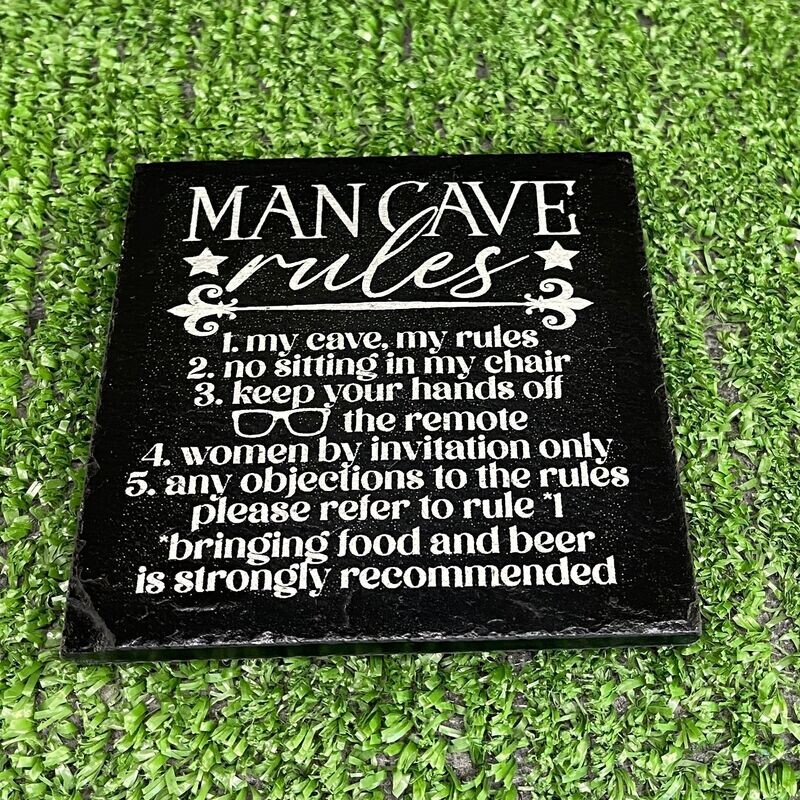 MAN CAVE
rules
1. my cave, my rules
2. no sitting in my chair
3. keep your hands off
the remote
4. women by invitation only
5. any objections to the rules
please refer to rule *1
*bringing food and beer
is strongly recommended